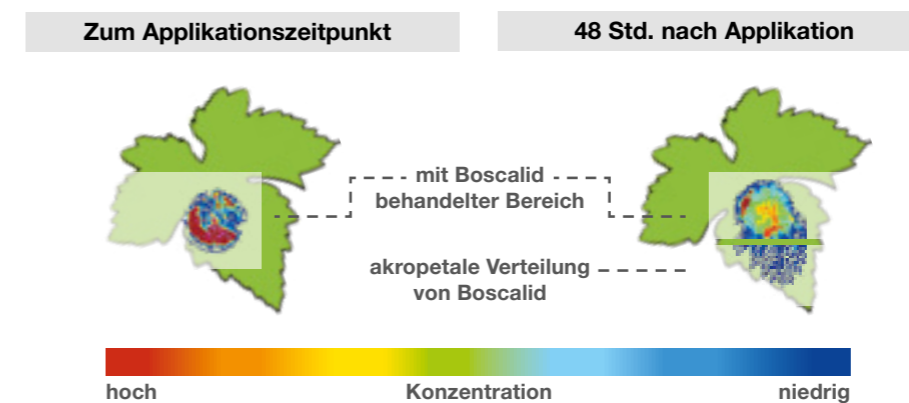 Zum Applikationszeitpunkt
48 Std. nach Applikation
mit Boscalid
behandelter Bereich
akropetale Verteilung
von Boscalid
hoch
Konzentration
niedrig